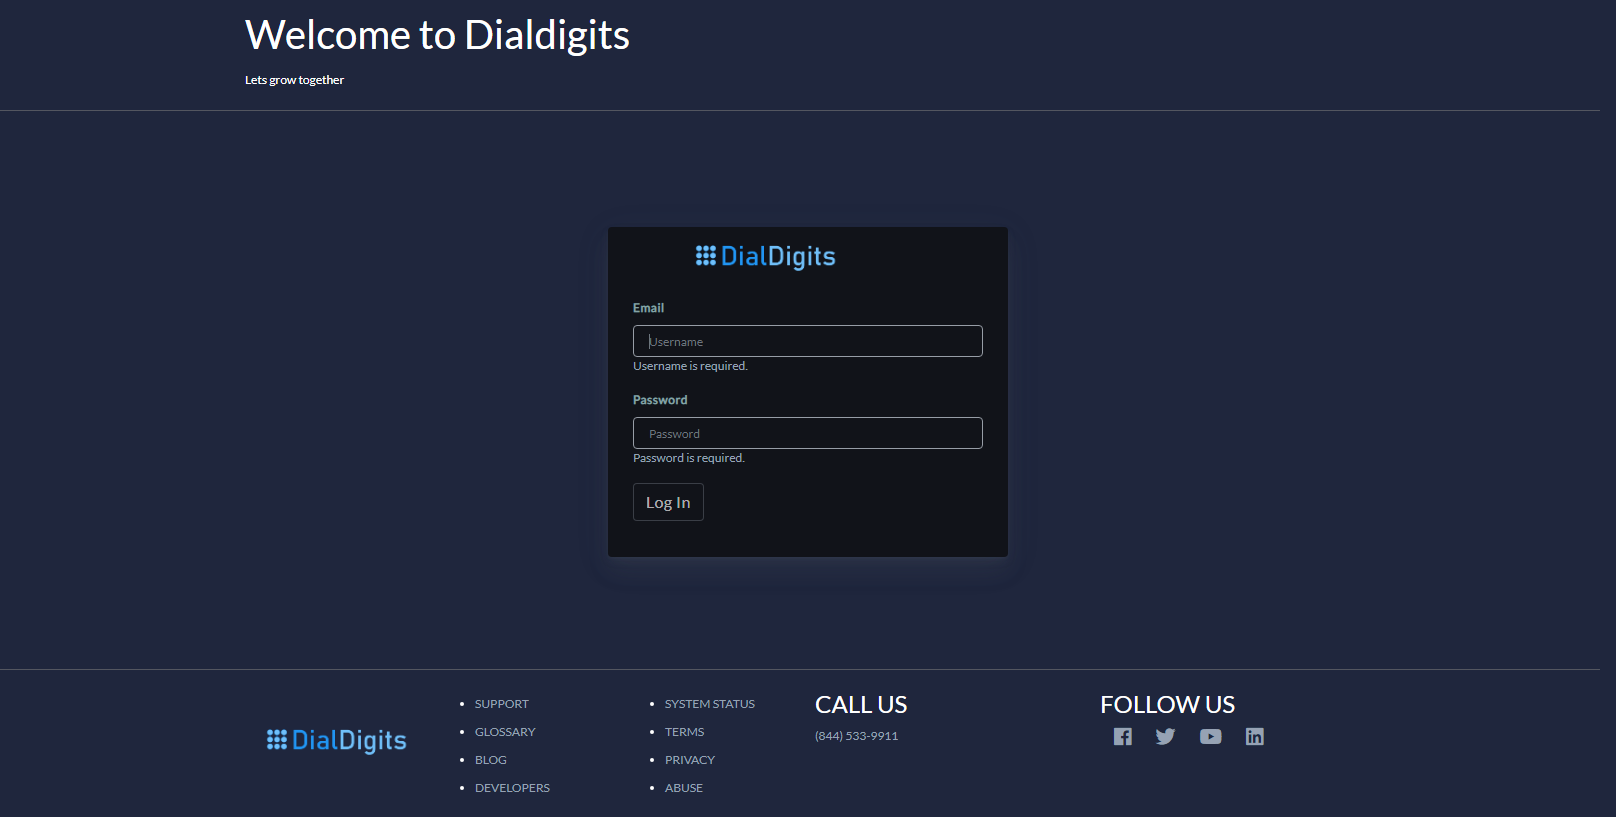 Welcome to Dialdigits
Lets grow together
DialDigits
Email
Username
Username is required.
Password
Password
Password is required.
Log In
DialDigits
SUPPORT
GLOSSARY
BLOG
DEVELOPERS
SYSTEM STATUS
TERMS
PRIVACY
ABUSE
CALL US
(844) 533-9911
FOLLOW US